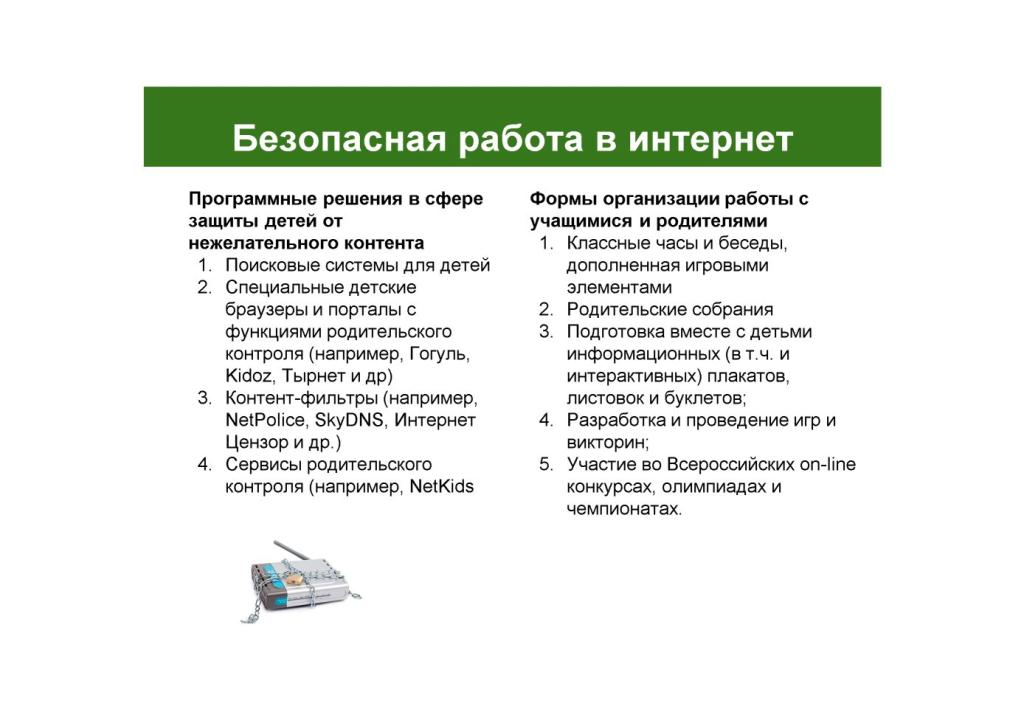 Безопасная работа в интернет
Программные решения в сфере
защиты детей от
нежелательного контента
1. Поисковые системы для детей
2. Специальные детские
браузеры и порталы с
функциями родительского
контроля (например, Гогуль,
Kidoz, Тырнет и др)
3. Контент-фильтры (например,
NetPolice, SkyDNS, Интернет
Цензор и др.)
4. Сервисы родительского
контроля (например, NetKids
Формы организации работы с
учащимися и родителями
1. Классные часы и беседы,
дополненная игровыми
элементами
2. Родительские собрания
3. Подготовка вместе с детьми
информационных (в т.ч. и
интерактивных) плакатов,
листовок и буклетов;
4. Разработка и проведение игр и
викторин;
5. Участие во Всероссийских on-line
конкурсах, олимпиадах и
чемпионатах.